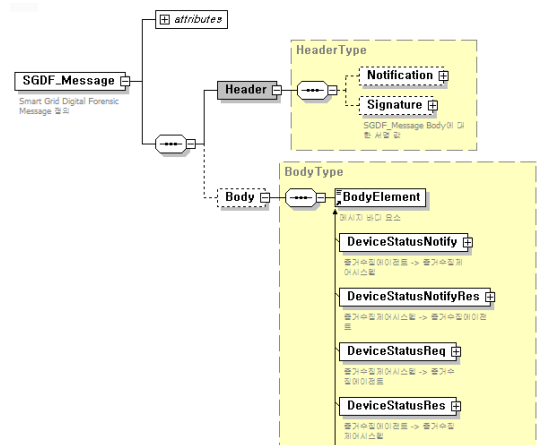 attributes
HeaderType
Notification
SGDF_Message
Header
Smart Grid Digital Forensic
Message 정의
Signature
SGDF_Message Body에 대
한 서명 값
BodyType
Body
BodyElement
메시지 바디 요소
DeviceStatusNotify
증거수집에이전트 -> 증거수집제
어시스템
DeviceStatusNotifyRes
증거수집제어시스템 -> 증거수집에이전
트
DeviceStatusReq
증거수집제어시스템 -> 증거수
집에이전트
DeviceStatusRes
증거수집에이전트 -> 증거수집
제어시스템